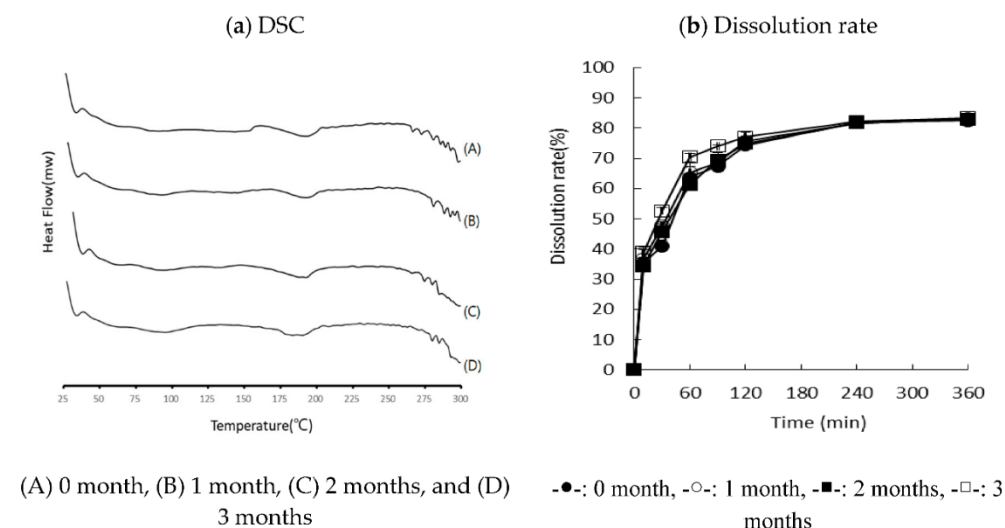 (a) DSC
Heat Flow(mw)
(A)
(B)
(C)
(D)
25 50 75 100 125 150 175 200 225 250 275 300
Temperature(℃)
(A) 0 month, (B) 1 month, (C) 2 months, and (D)
3 months
(b) Dissolution rate
Dissolution rate(%)
100
90
80
70
60
50
40
30
20
10
0
0 60 120 180 240 300 360
Time (min)
-●-: 0 month, -○-: 1 month, -■-: 2 months, -□-: 3
months